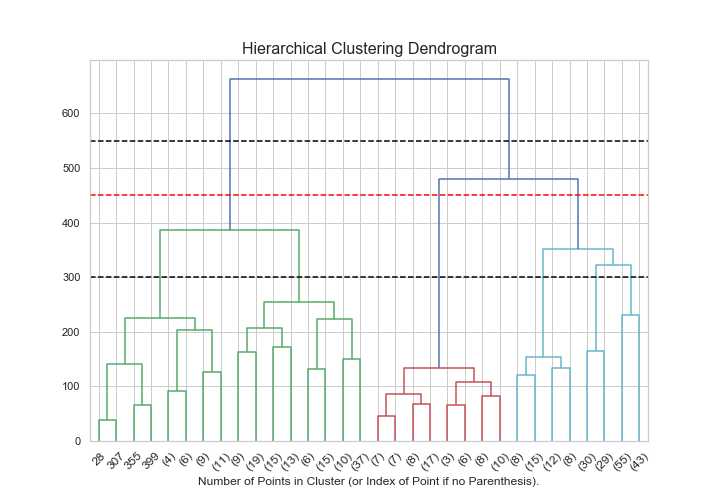 Hierarchical Clustering Dendrogram
600
500
400
300
200
100
0
28 307 355 399 (4) (6) (9) (11) (9) (19) (15) (13) (6) (15) (10) (37) (7) (7) (8) (17) (3) (6) (8) (10) (8) (15) (12) (8) (30) (29) (55) (43)
Number of Points in Cluster (or Index of Point if no Parenthesis).